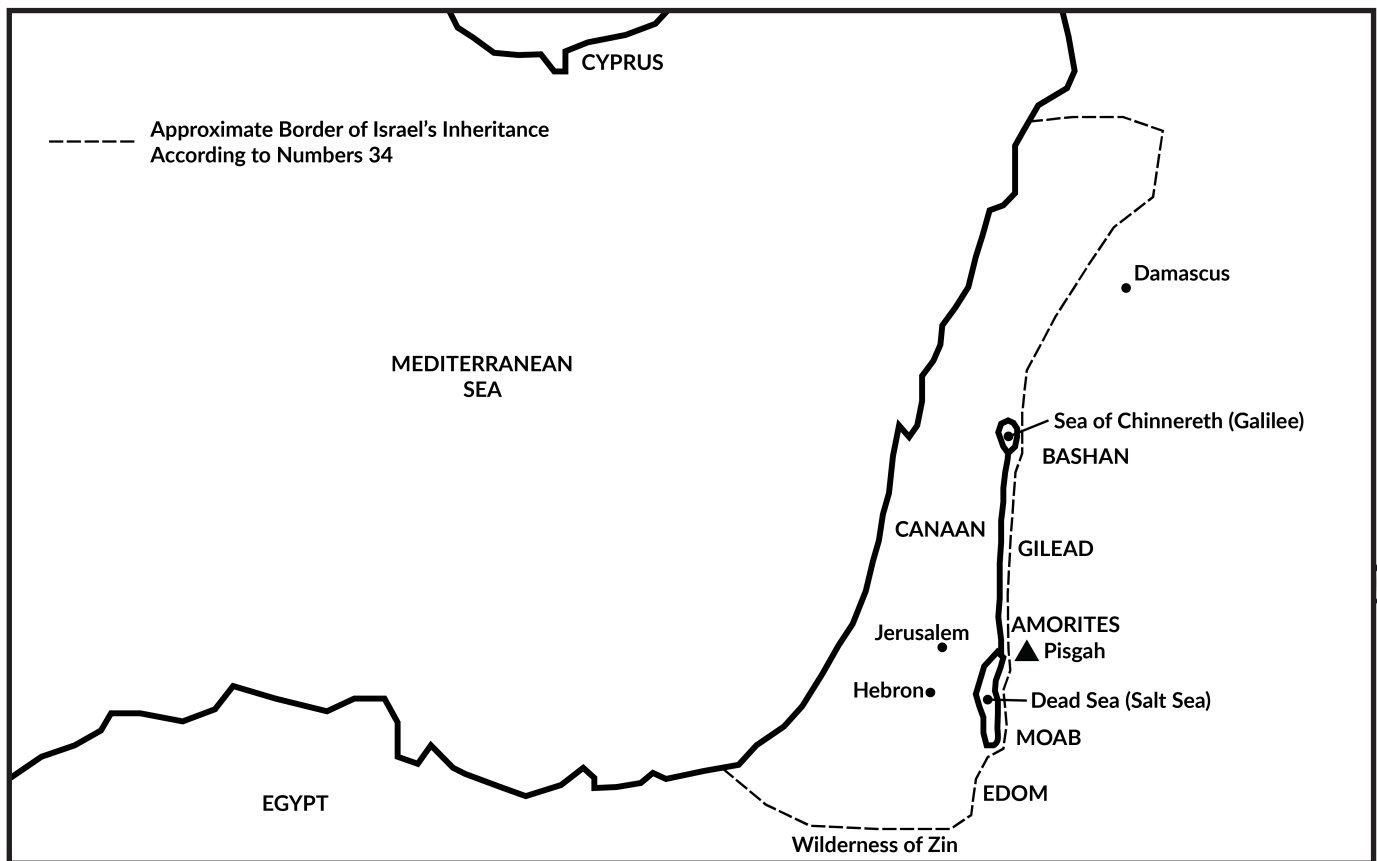 CYPRUS
Approximate Border of Israel’s Inheritance
According to Numbers 34
Damascus
MEDITERRANEAN
SEA
Sea of Chinnereth (Galilee)
BASHAN
CANAAN
GILEAD
AMORITES
Jerusalem
Pisgah
Hebron
Dead Sea (Salt Sea)
MOAB
EDOM
EGYPT
Wilderness of Zin